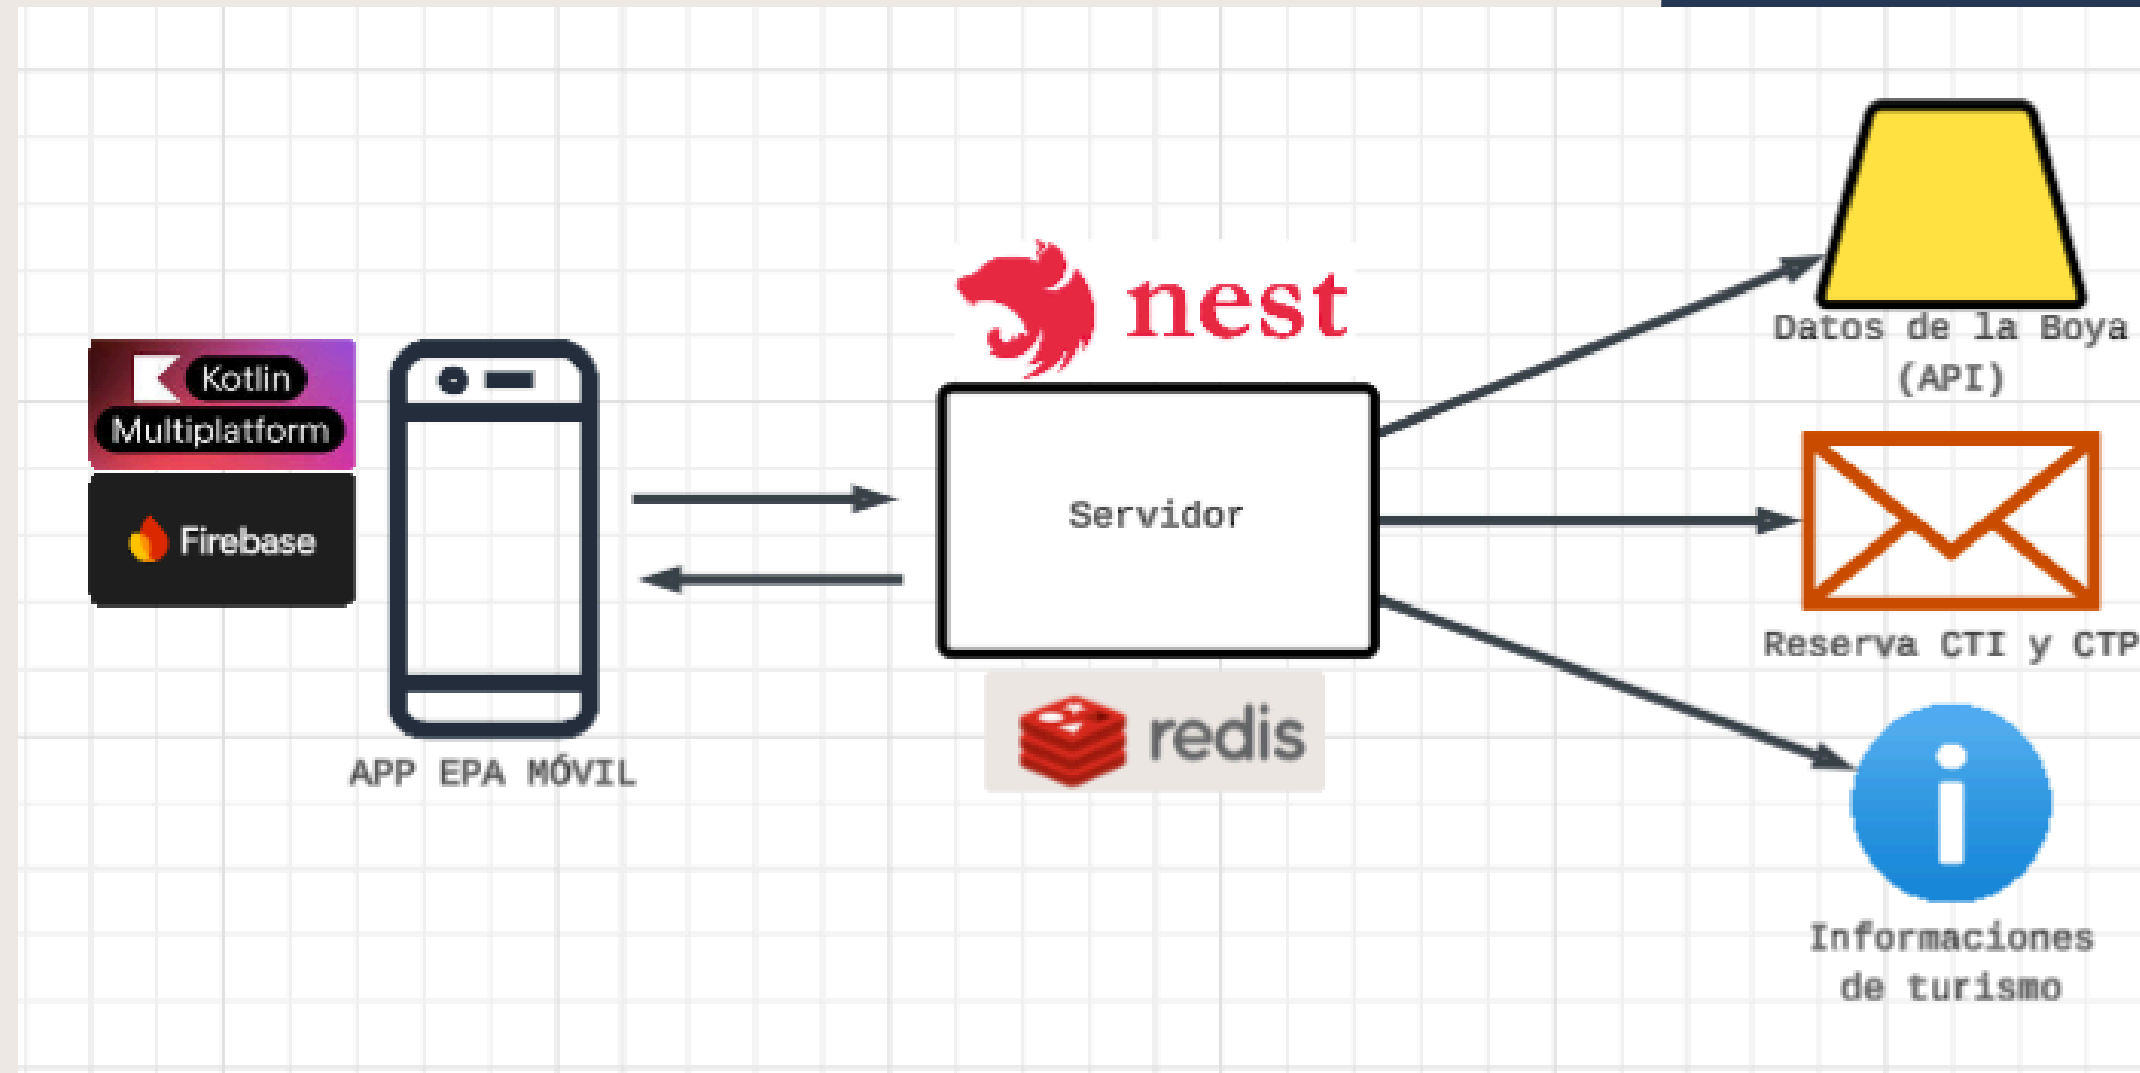 Kotlin
Multiplatform
Firebase
APP EPA MÓVIL
nest
Servidor
redis
Datos de la Boya
(API)
Reserva CTI y CTP
Informaciones
de turismo